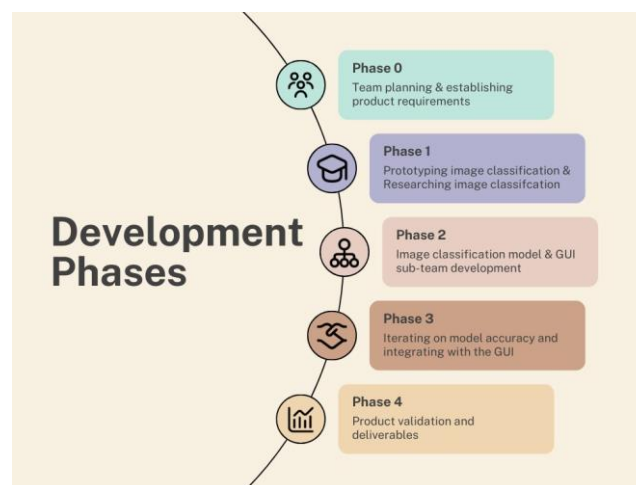 Development
Phases
Phase 0
Team planning & establishing
product requirements
Phase 1
Prototyping image classification &
Researching image classifcation
Phase 2
Image classification model & GUI
sub-team development
Phase 3
Iterating on model accuracy and
integrating with the GUI
Phase 4
Product validation and
deliverables